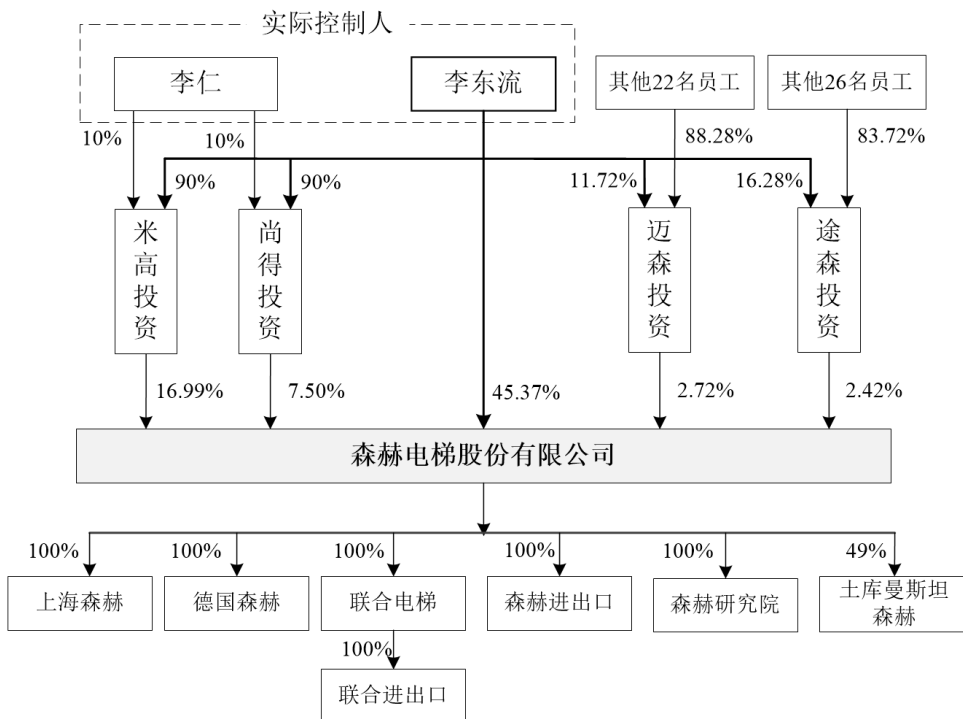 实际控制人
李仁
李东流
其他22名员工
其他26名员工
10%
10%
88.28%
83.72%
90%
90%
11.72%
16.28%
米高投资
尚得投资
迈森投资
途森投资
16.99%
7.50%
45.37%
2.72%
2.42%
森赫电梯股份有限公司
100%
100%
100%
100%
100%
49%
上海森赫
德国森赫
联合电梯
森赫进出口
森赫研究院
土库曼斯坦
森赫
100%
联合进出口